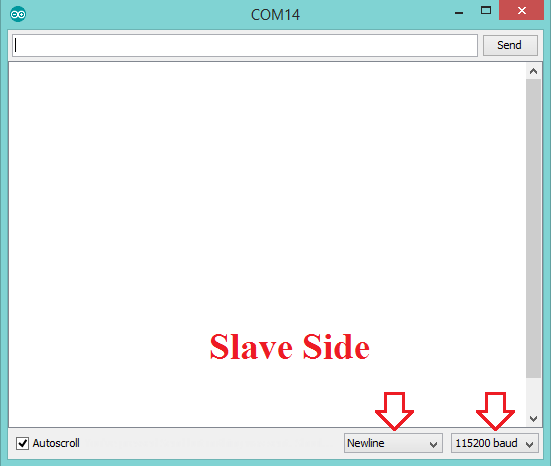 COM14
Send
Slave Side
Autoscroll
Newline
115200 baud